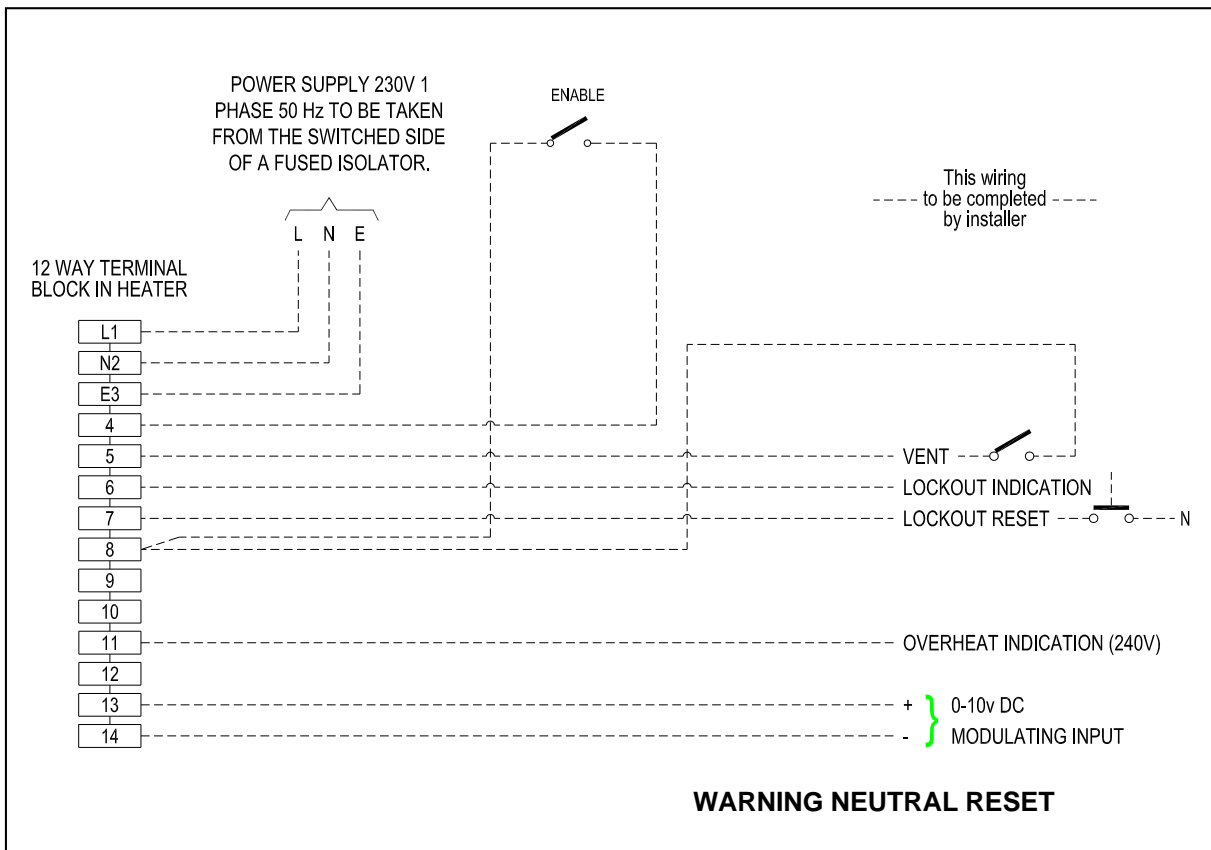 POWER SUPPLY 230V 1
PHASE 50 Hz TO BE TAKEN
FROM THE SWITCHED SIDE
OF A FUSED ISOLATOR.
ENABLE
This wiring
to be completed
by installer
L N E
12 WAY TERMINAL
BLOCK IN HEATER
L1
N2
E3
4
5 VENT
6 LOCKOUT INDICATION
7 LOCKOUT RESET N
8
9
10
11 OVERHEAT INDICATION (240V)
12
13 + 0-10v DC
14 - MODULATING INPUT
WARNING NEUTRAL RESET